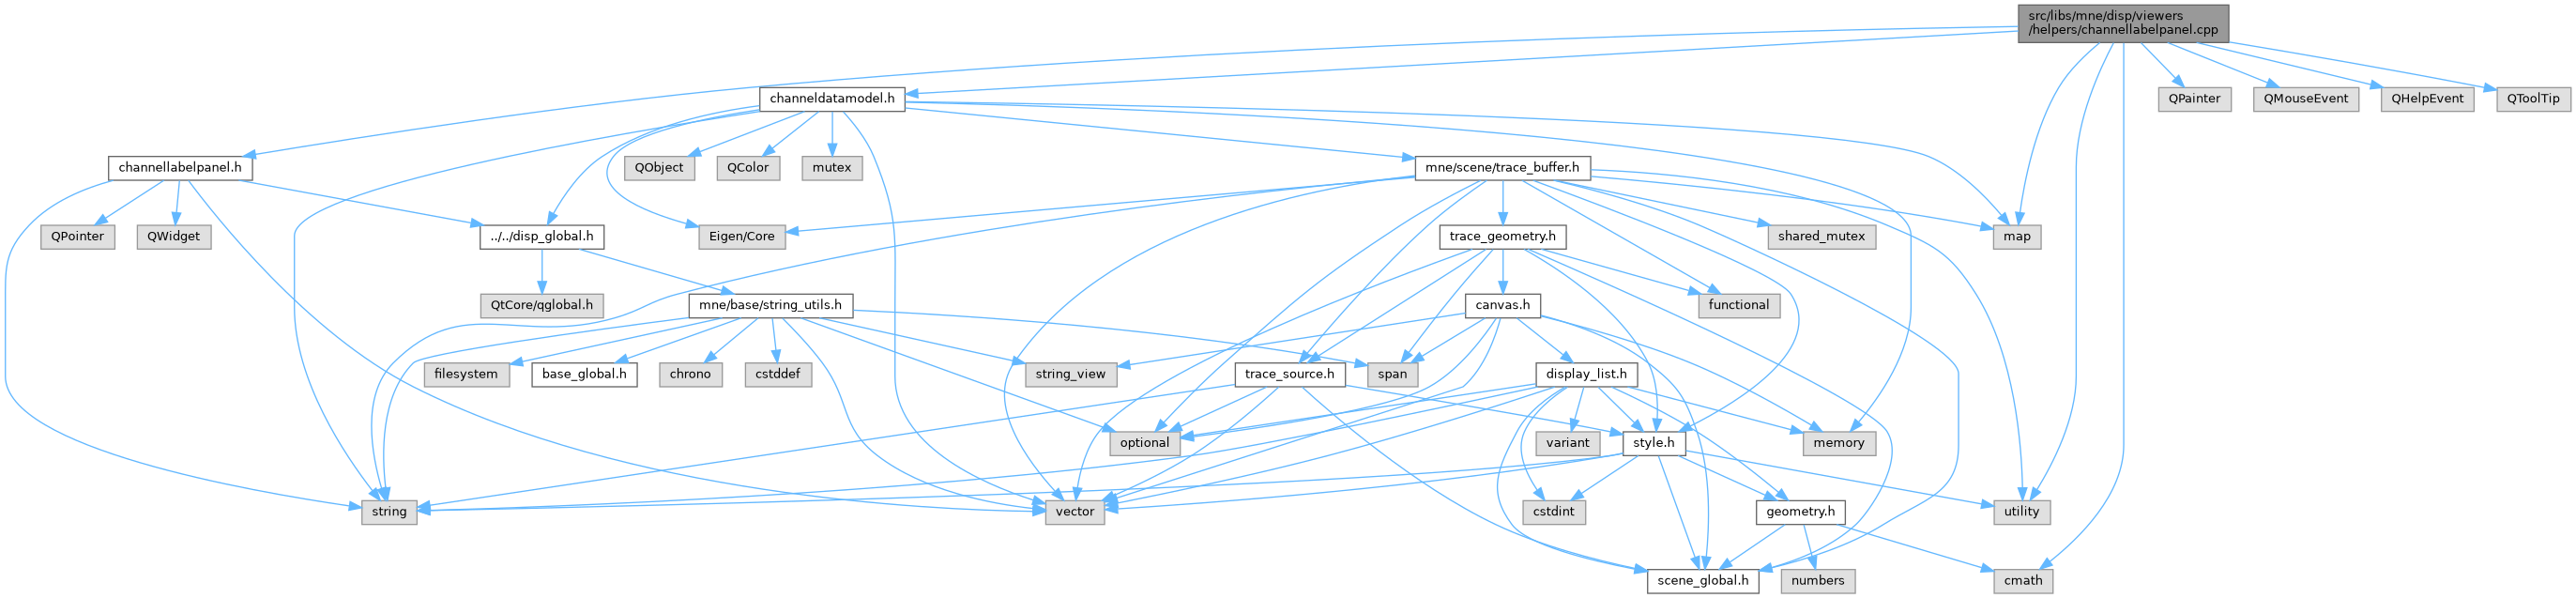 src/libs/mne/disp/viewers
/helpers/channellabelpanel.cpp
channeldatamodel.h
QPainter
QMouseEvent
QHelpEvent
QToolTip
channellabelpanel.h
QObject
QColor
mutex
mne/scene/trace_buffer.h
QPointer
QWidget
../../disp_global.h
Eigen/Core
trace_geometry.h
shared_mutex
map
QtCore/qglobal.h
mne/base/string_utils.h
canvas.h
functional
filesystem
base_global.h
chrono
cstddef
string_view
trace_source.h
span
display_list.h
optional
variant
style.h
memory
string
vector
cstdint
geometry.h
utility
scene_global.h
numbers
cmath